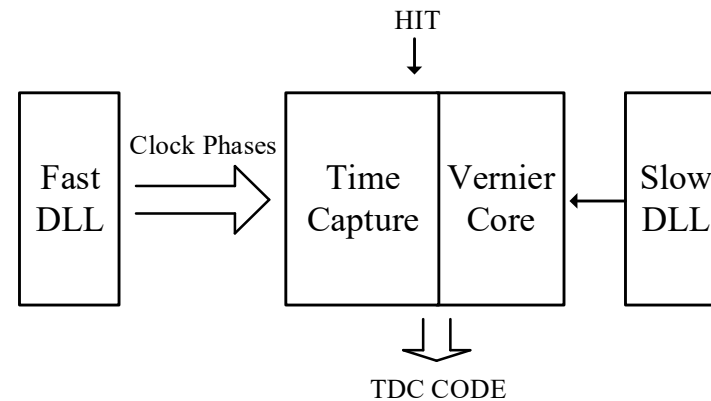 HIT
Clock Phases
Fast
DLL
Time
Capture
Vernier
Core
Slow
DLL
TDC CODE